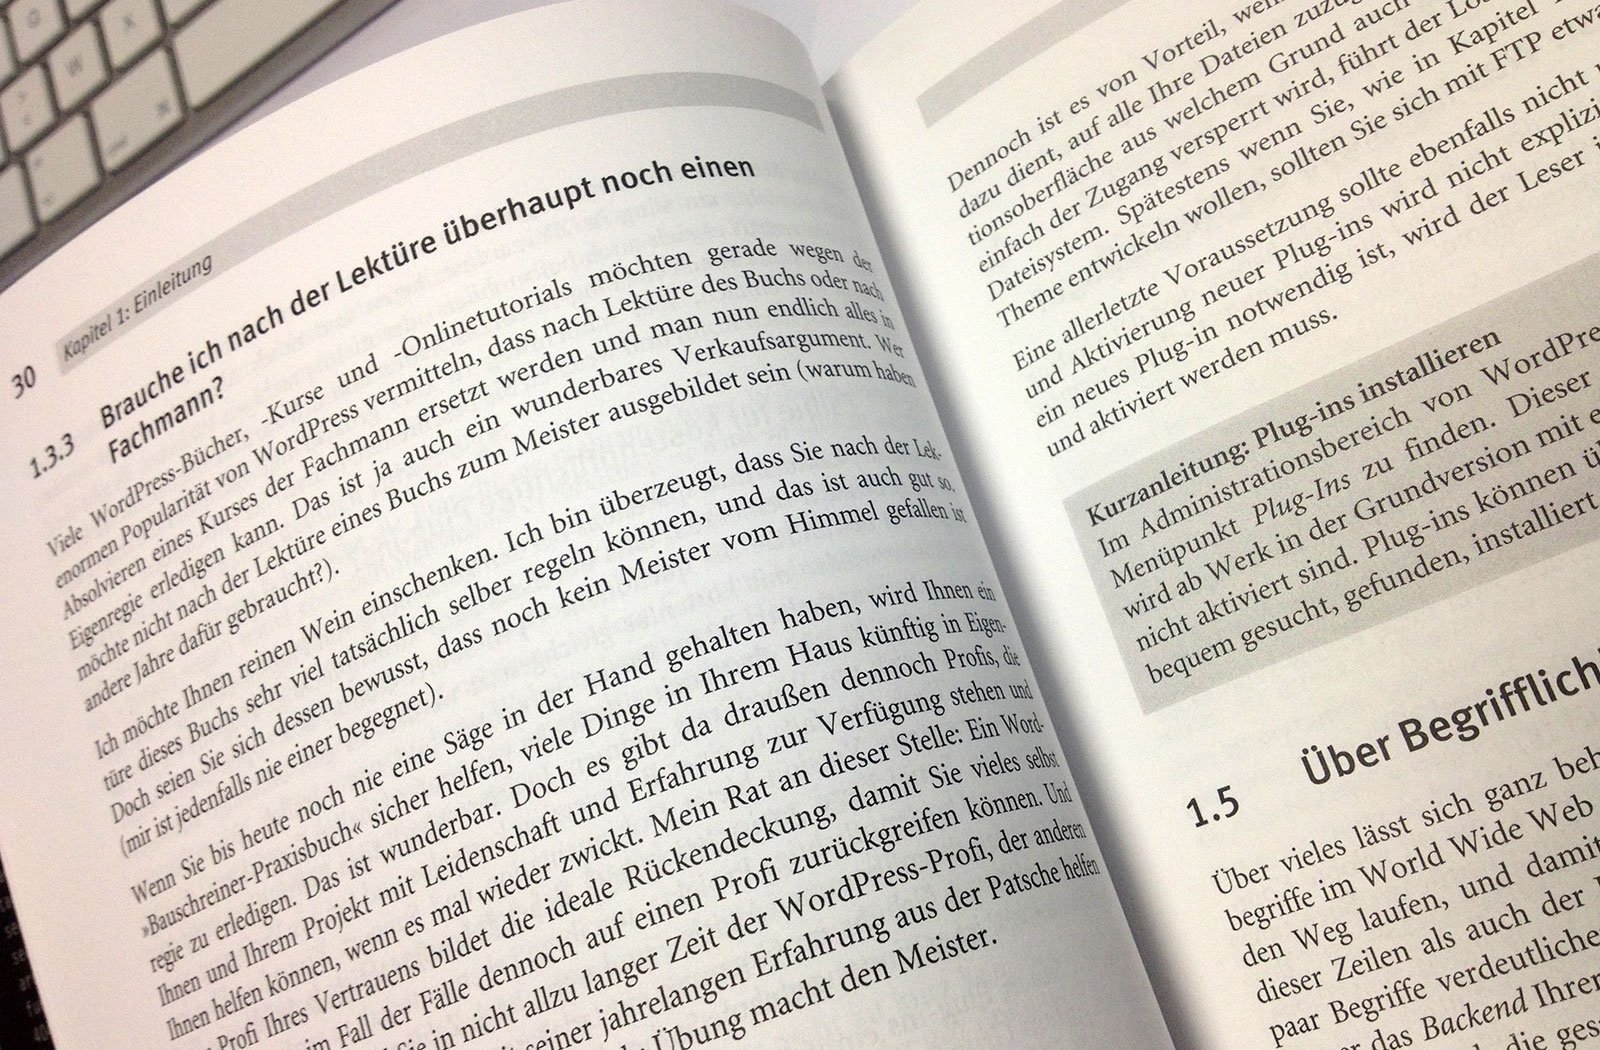 30
Kapitel 1: Einleitung
1.3.3 Brauche ich nach der Lektüre überhaupt noch einen
Fachmann?
Viele WordPress-Bücher, -Kurse und -Onlinetutorials möchten gerade wegen der
enormen Popularität von WordPress vermitteln, dass nach Lektüre des Buchs oder nach
Absolvieren eines Kurses der Fachmann ersetzt werden und man nun endlich alles in
Eigenregie erledigen kann. Das ist ja auch ein wunderbares Verkaufsargument. Wer
möchte nicht nach der Lektüre eines Buchs zum Meister ausgebildet sein (warum haben
andere Jahre dafür gebraucht?).
Ich möchte Ihnen reinen Wein einschenken. Ich bin überzeugt, dass Sie nach der Lek-
türe dieses Buchs sehr viel tatsächlich selber regeln können, und das ist auch gut so.
Doch seien Sie sich dessen bewusst, dass noch kein Meister vom Himmel gefallen ist
(mir ist jedenfalls nie einer begegnet).
Wenn Sie bis heute noch nie eine Säge in der Hand gehalten haben, wird Ihnen ein
»Bauschreiner-Praxisbuch« sicher helfen, viele Dinge in Ihrem Haus künftig in Eigen-
regie zu erledigen. Das ist wunderbar. Doch es gibt da draußen dennoch Profis, die
Ihnen und Ihrem Projekt mit Leidenschaft und Erfahrung zur Verfügung stehen und
Ihnen helfen können, wenn es mal wieder zwickt. Mein Rat an dieser Stelle: Ein Word-
Profi Ihres Vertrauens bildet die ideale Rückendeckung, damit Sie vieles selbst
Fall der Fälle dennoch auf einen Profi zurückgreifen können. Und
in nicht allzu langer Zeit der WordPress-Profi, der anderen
seiner jahrelangen Erfahrung aus der Patsche helfen
Übung macht den Meister.
Dennoch ist es von Vorteil,
dazu dient, auf alle Ihre Dateien
tionsoberfläche aus welchem Grund auch
einfach der Zugang versperrt wird, führt der
Dateisystem. Spätestens wenn Sie, wie in Kapitel
Theme entwickeln wollen, sollten Sie sich mit FTP etwa
Eine allerletzte Voraussetzung sollte ebenfalls nicht
und Aktivierung neuer Plug-ins wird nicht
ein neues Plug-in notwendig ist, wird der Leser
und aktiviert werden muss.
Kurzanleitung: Plug-ins installieren
Im Administrationsbereich von
Menüpunkt Plug-Ins zu finden. Dieser
wird ab Werk in der Grundversion mit
nicht aktiviert sind. Plug-ins können
bequem gesucht, gefunden, installiert
1.5 Über
Über vieles lässt sich ganz
begriffe im World Wide Web
den Weg laufen, und damit
dieser Zeilen als auch der
paar Begriffe
das Backend Ihrer
die